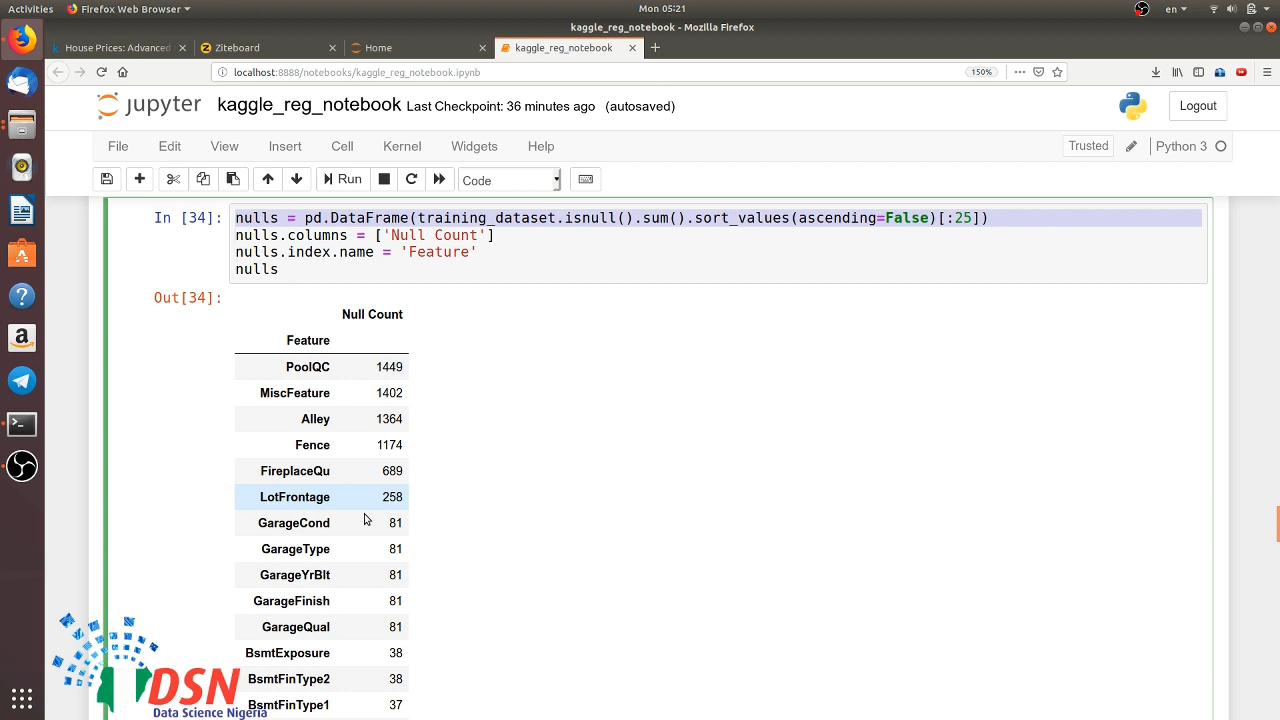 Activities Firefox Web Browser Mon 05:21 en
kaggle_reg_notebook - Mozilla Firefox
House Prices: Advanced Ziteboard Home kaggle_reg_notebook
localhost:8888/notebooks/kaggle_reg_notebook.ipynb 150%
jupyter kaggle_reg_notebook Last Checkpoint: 36 minutes ago (autosaved) Logout
File Edit View Insert Cell Kernel Widgets Help Trusted Python 3
Run Code
In [34]: nulls = pd.DataFrame(training_dataset.isnull().sum().sort_values(ascending=False)[:25])
nulls.columns = ['Null Count']
nulls.index.name = 'Feature'
nulls
Out[34]:
Null Count
Feature
PoolQC 1449
MiscFeature 1402
Alley 1364
Fence 1174
FireplaceQu 689
LotFrontage 258
GarageCond 81
GarageType 81
GarageYrBlt 81
GarageFinish 81
GarageQual 81
BsmtExposure 38
BsmtFinType2 38
BsmtFinType1 37
DSN
Data Science Nigeria